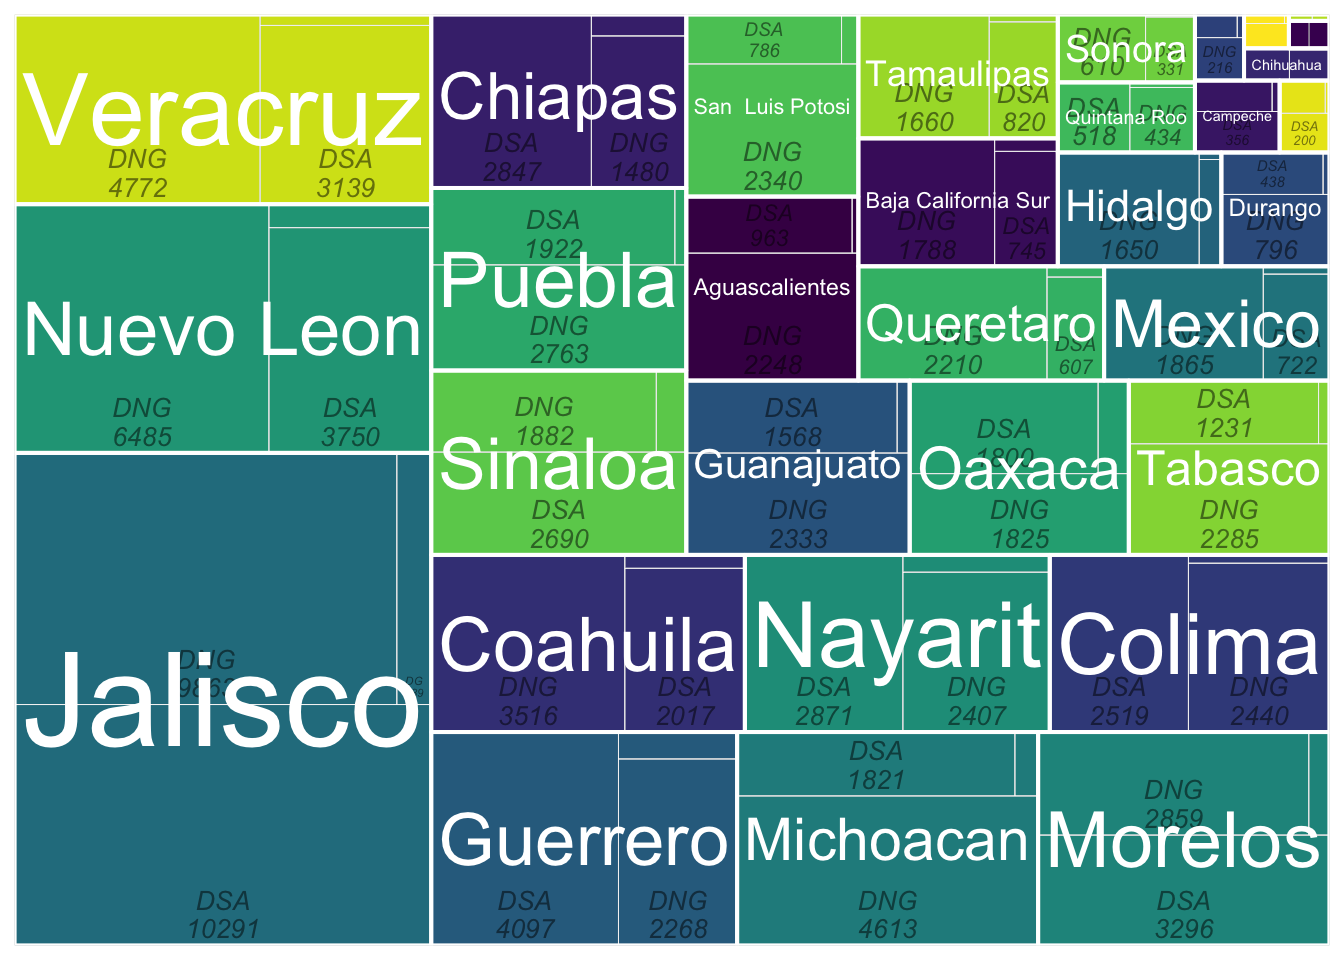 Veracruz
DNG
4772
DSA
3139
Nuevo Leon
DNG
6485
DSA
3750
Jalisco
DNG
DG
DSA
10291
Chiapas
DSA
2847
DNG
1480
Puebla
DSA
1922
DNG
2763
Sinaloa
DNG
1882
DSA
2690
DSA
786
San  Luis Potosi
DNG
2340
DSA
963
Aguascalientes
DNG
2248
Tamaulipas
DNG
1660
DSA
820
Baja California Sur
DNG
1788
DSA
745
Sonora
DNG
610
DSA
331
Quintana Roo
DSA
518
DNG
434
DNG
216
Chihuahua
Campeche
DSA
356
DSA
200
Hidalgo
DNG
1650
DSA
438
Durango
DNG
796
Queretaro
DNG
2210
DSA
607
Mexico
DNG
1865
DSA
722
DSA
1568
Guanajuato
DNG
2333
DSA
1800
Oaxaca
DNG
1825
DSA
1231
Tabasco
DNG
2285
Coahuila
DNG
3516
DSA
2017
Nayarit
DSA
2871
DNG
2407
Colima
DSA
2519
DNG
2440
Guerrero
DSA
4097
DNG
2268
DSA
1821
Michoacan
DNG
4613
DNG
2859
Morelos
DSA
3296